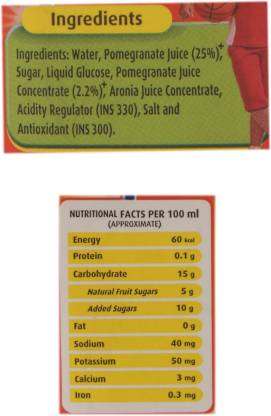 Ingredients
Ingredients: Water, Pomegranate Juice (25%),+
Sugar, Liquid Glucose, Pomegranate Juice
Concentrate (2.2%),+ Aronia Juice Concentrate,
Acidity Regulator (INS 330), Salt and
Antioxidant (INS 300).
NUTRITIONAL FACTS PER 100 ml
(APPROXIMATE)
Energy 60 kcal
Protein 0.1 g
Carbohydrate 15 g
Natural Fruit Sugars 5 g
Added Sugars 10 g
Fat 0 g
Sodium 40 mg
Potassium 50 mg
Calcium 3 mg
Iron 0.3 mg